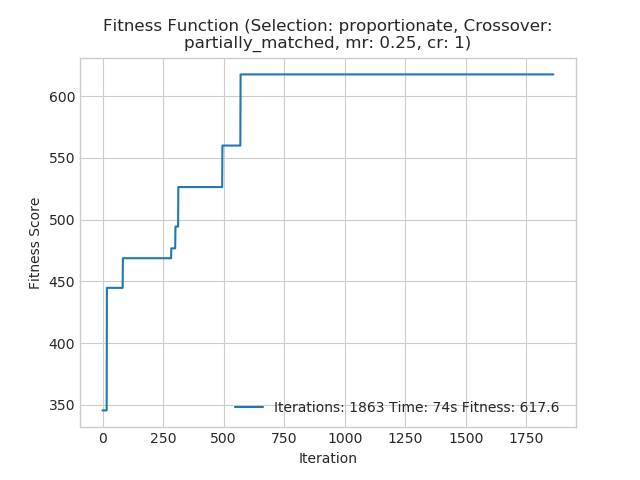 Fitness Function (Selection: proportionate, Crossover:
partially_matched, mr: 0.25, cr: 1)
Fitness Score
600
550
500
450
400
350
Iterations: 1863 Time: 74s Fitness: 617.6
0 250 500 750 1000 1250 1500 1750
Iteration